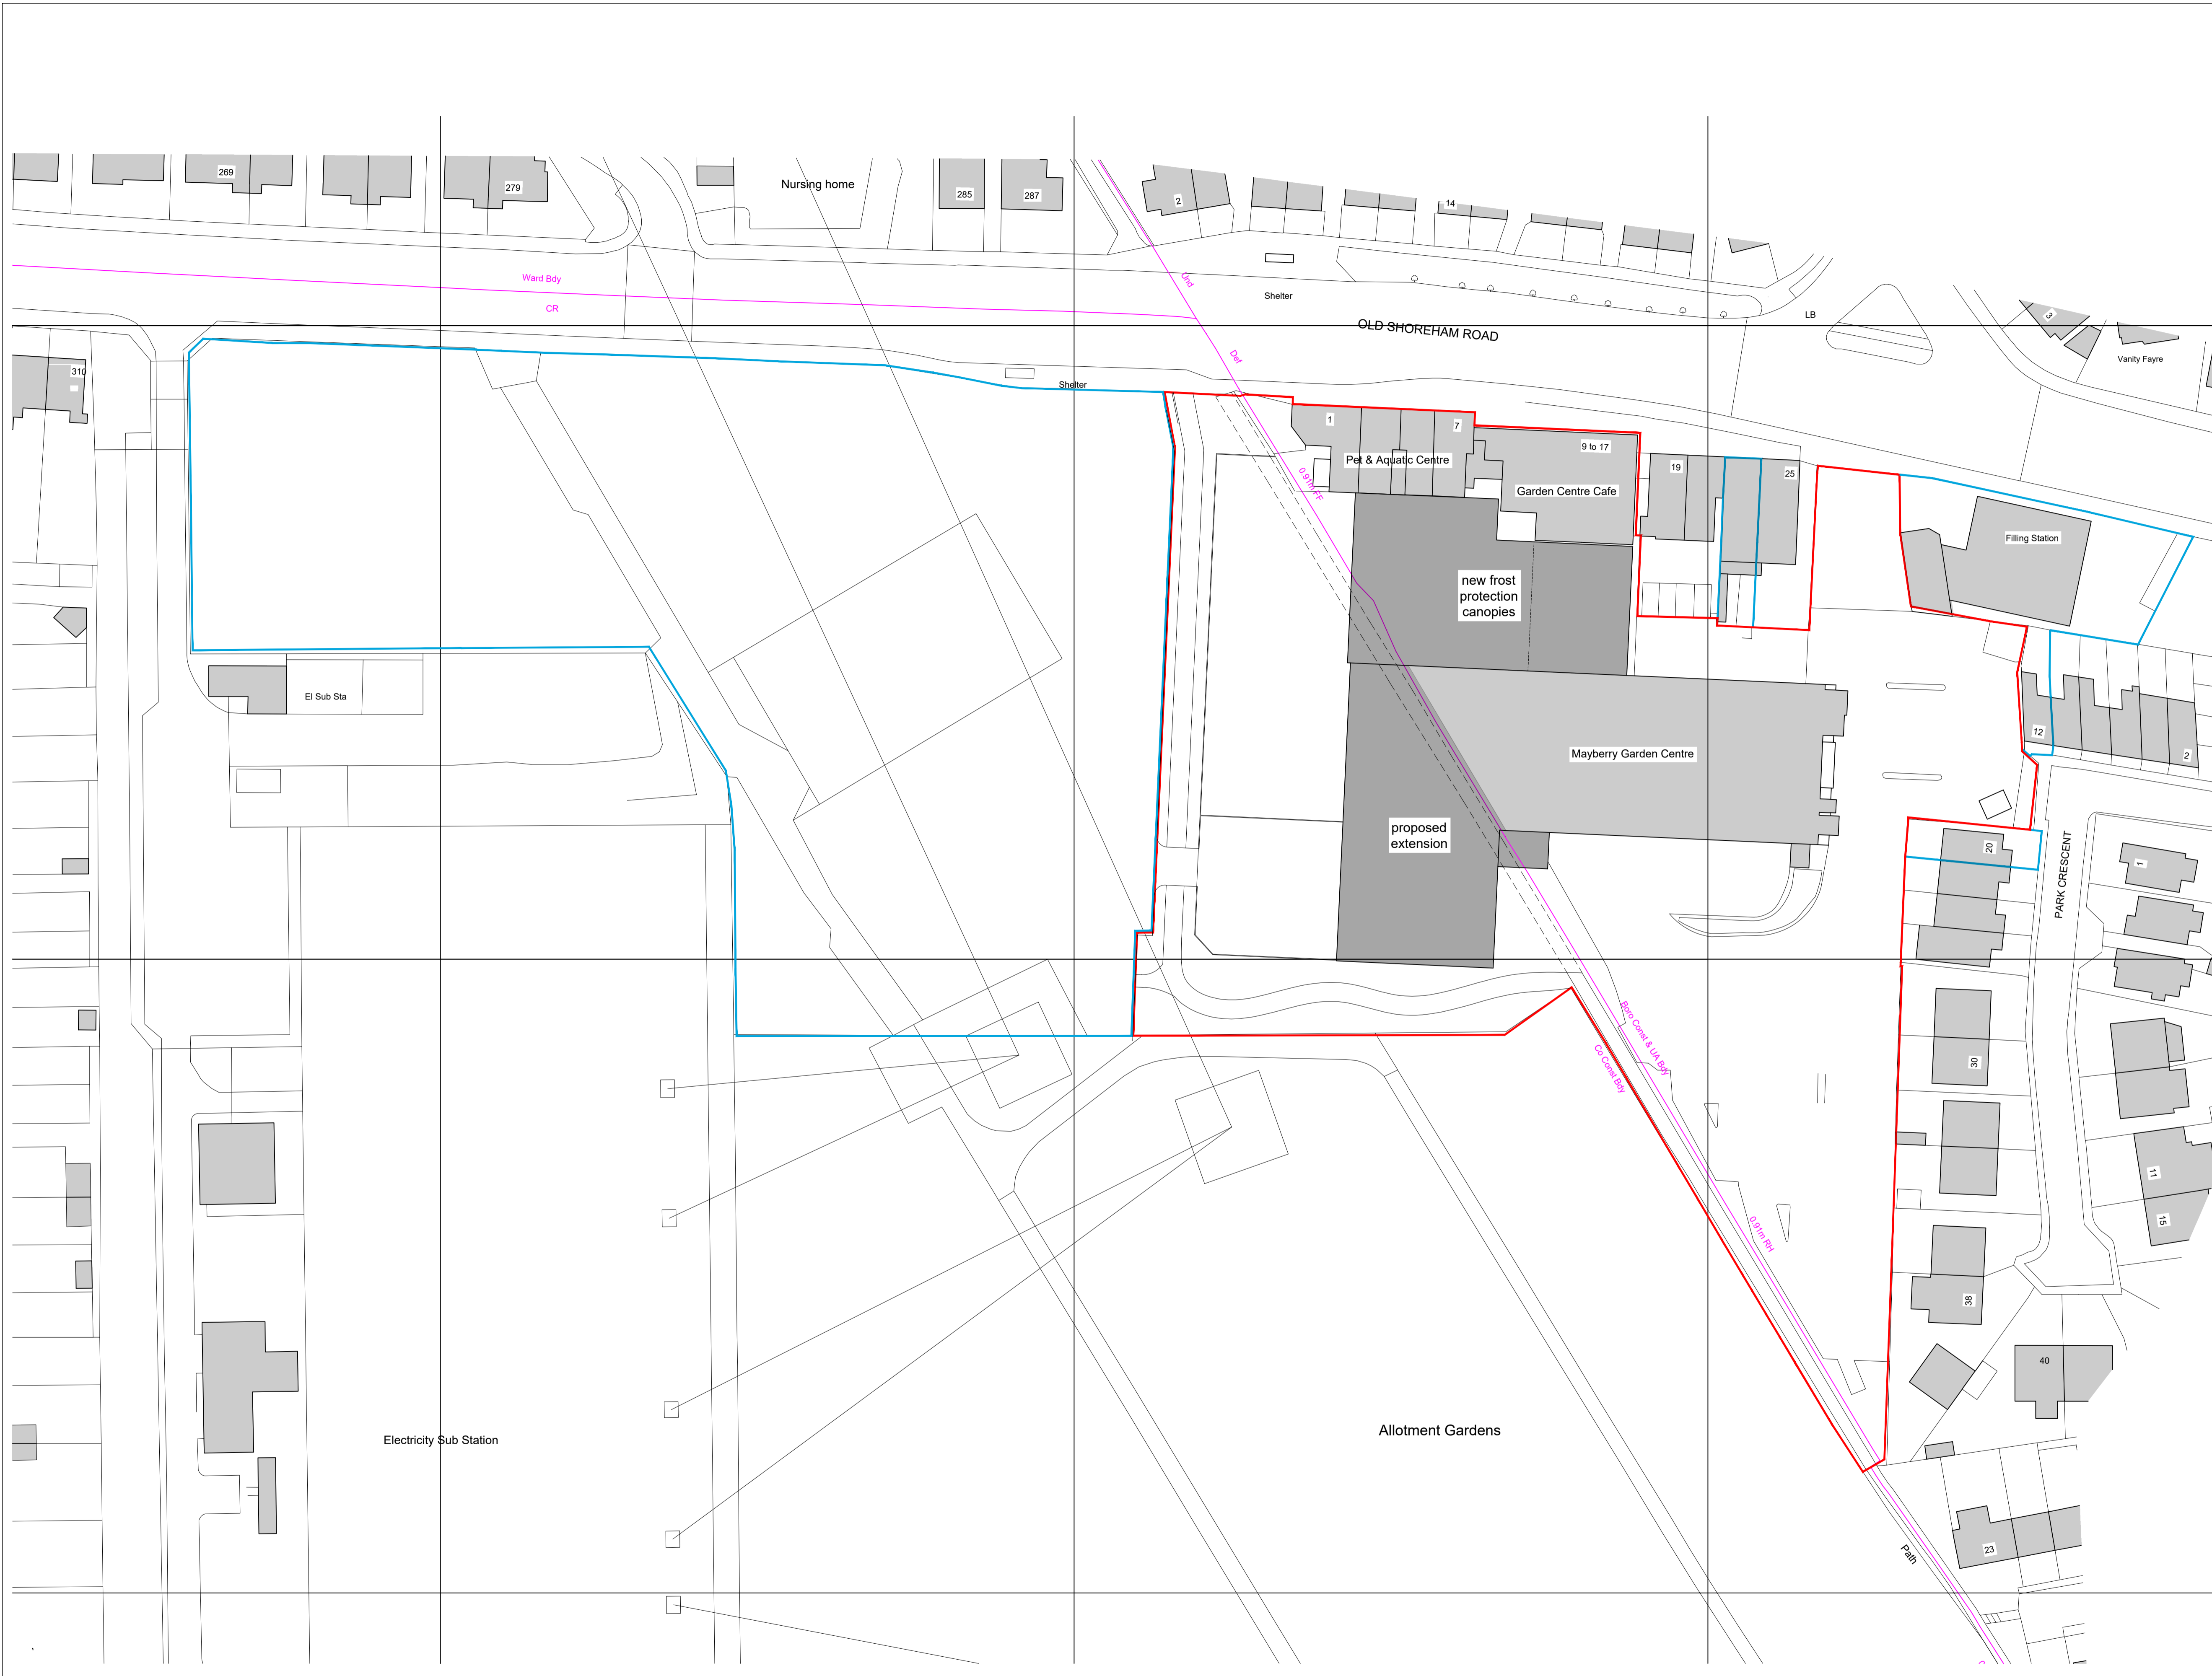 269
279
Nursing home
285
287
2
14
Und
Ward Bdy
CR
Shelter
OLD SHOREHAM ROAD
LB
3
Vanity Fayre
310
Def
Shelter
1
7
9 to 17
Pet & Aquatic Centre
0.91m FF
Garden Centre Cafe
19
25
Filling Station
new frost
protection
canopies
El Sub Sta
Mayberry Garden Centre
12
2
proposed
extension
20
PARK CRESCENT
1
Boro Const & UA Bdy
Co Const Bdy
30
11
15
0.91m RH
38
40
Allotment Gardens
Electricity Sub Station
23
Path